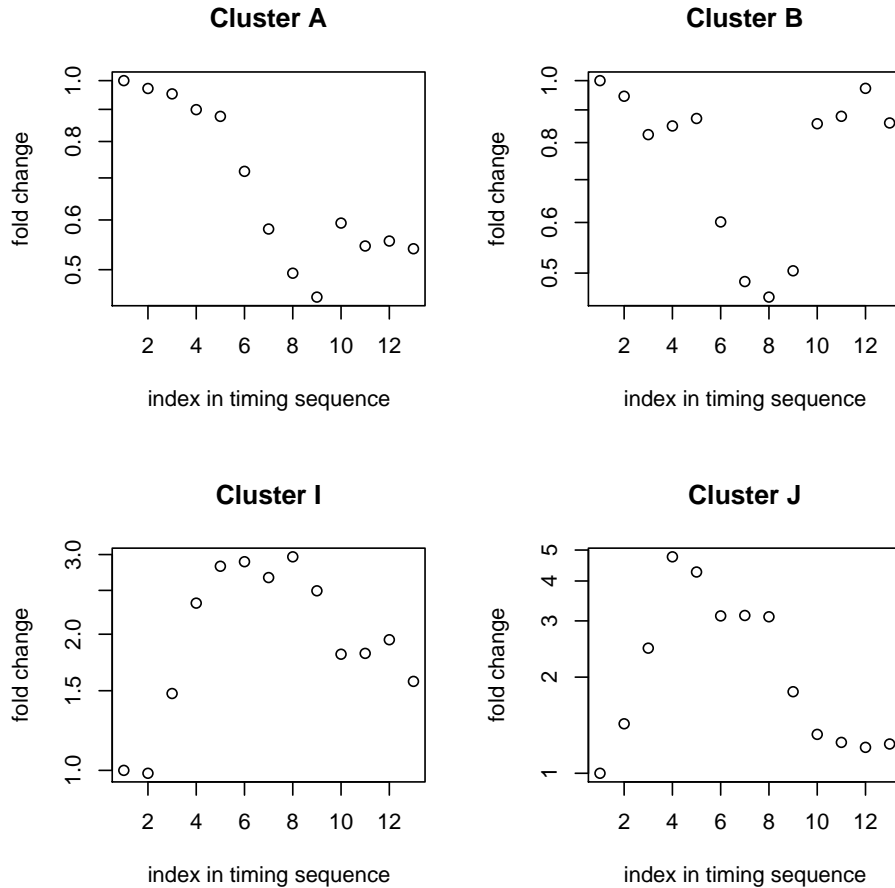 Cluster A
fold change
0.5 0.6 0.8 1.0
2 4 6 8 10 12
index in timing sequence
Cluster B
fold change
0.5 0.6 0.8 1.0
2 4 6 8 10 12
index in timing sequence
Cluster I
fold change
1.0 1.5 2.0 3.0
2 4 6 8 10 12
index in timing sequence
Cluster J
fold change
1 2 3 4 5
2 4 6 8 10 12
index in timing sequence